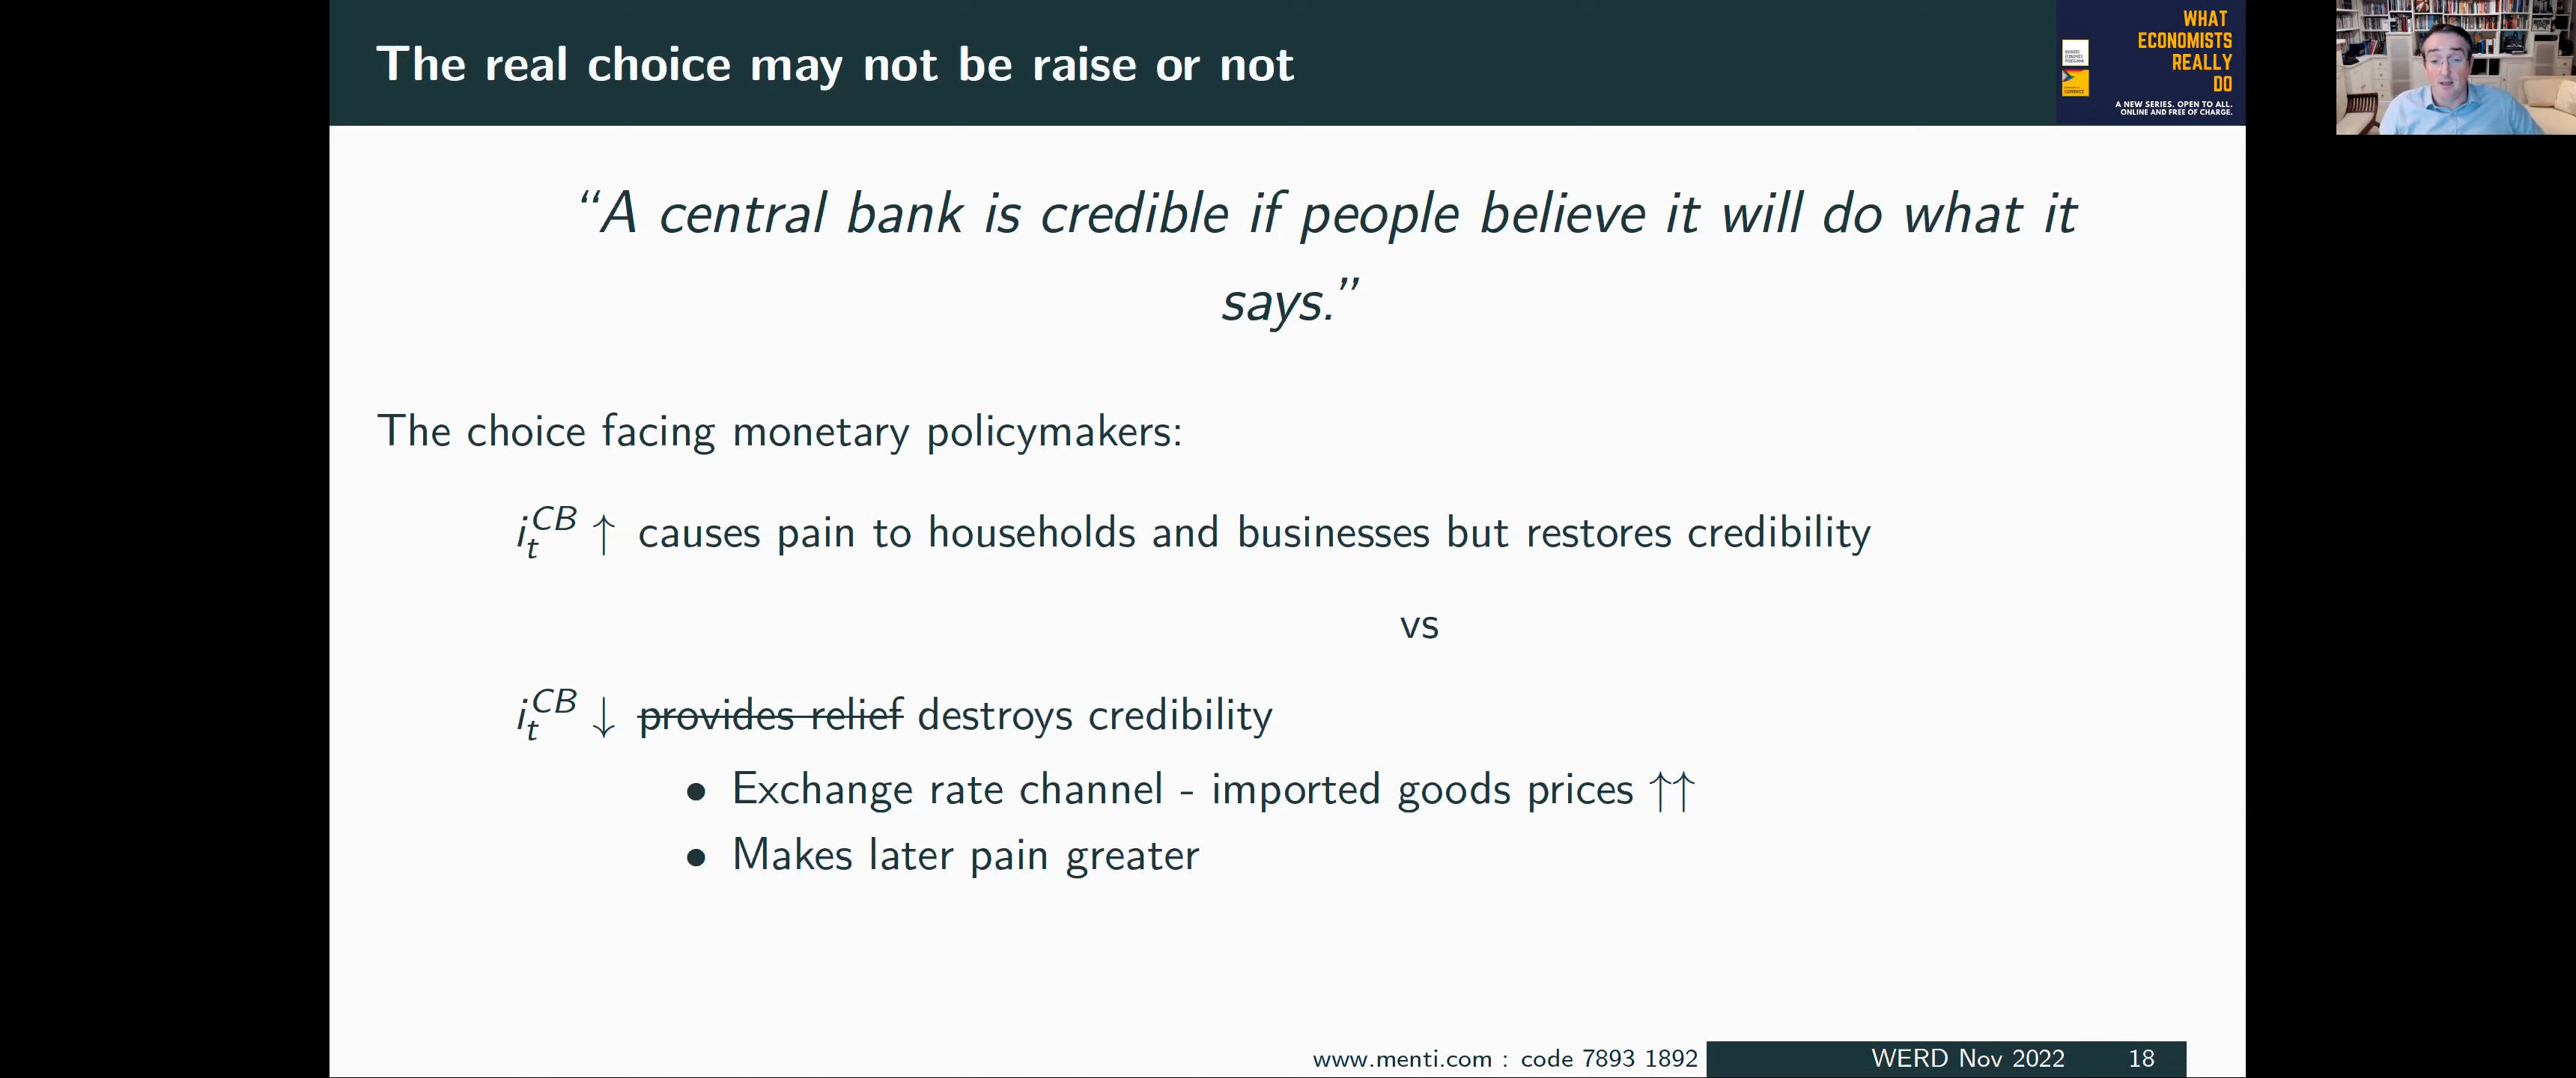 The real choice may not be raise or not
WHAT
ECONOMISTS
REALLY
DO
A NEW SERIES. OPEN TO ALL.
ONLINE AND FREE OF CHARGE.
“A central bank is credible if people believe it will do what it
says.”
The choice facing monetary policymakers:
i_t^CB ↑ causes pain to households and businesses but restores credibility
vs
i_t^CB ↓ provides relief destroys credibility
• Exchange rate channel - imported goods prices ↑↑
• Makes later pain greater
www.menti.com : code 7893 1892
WERD Nov 2022 18